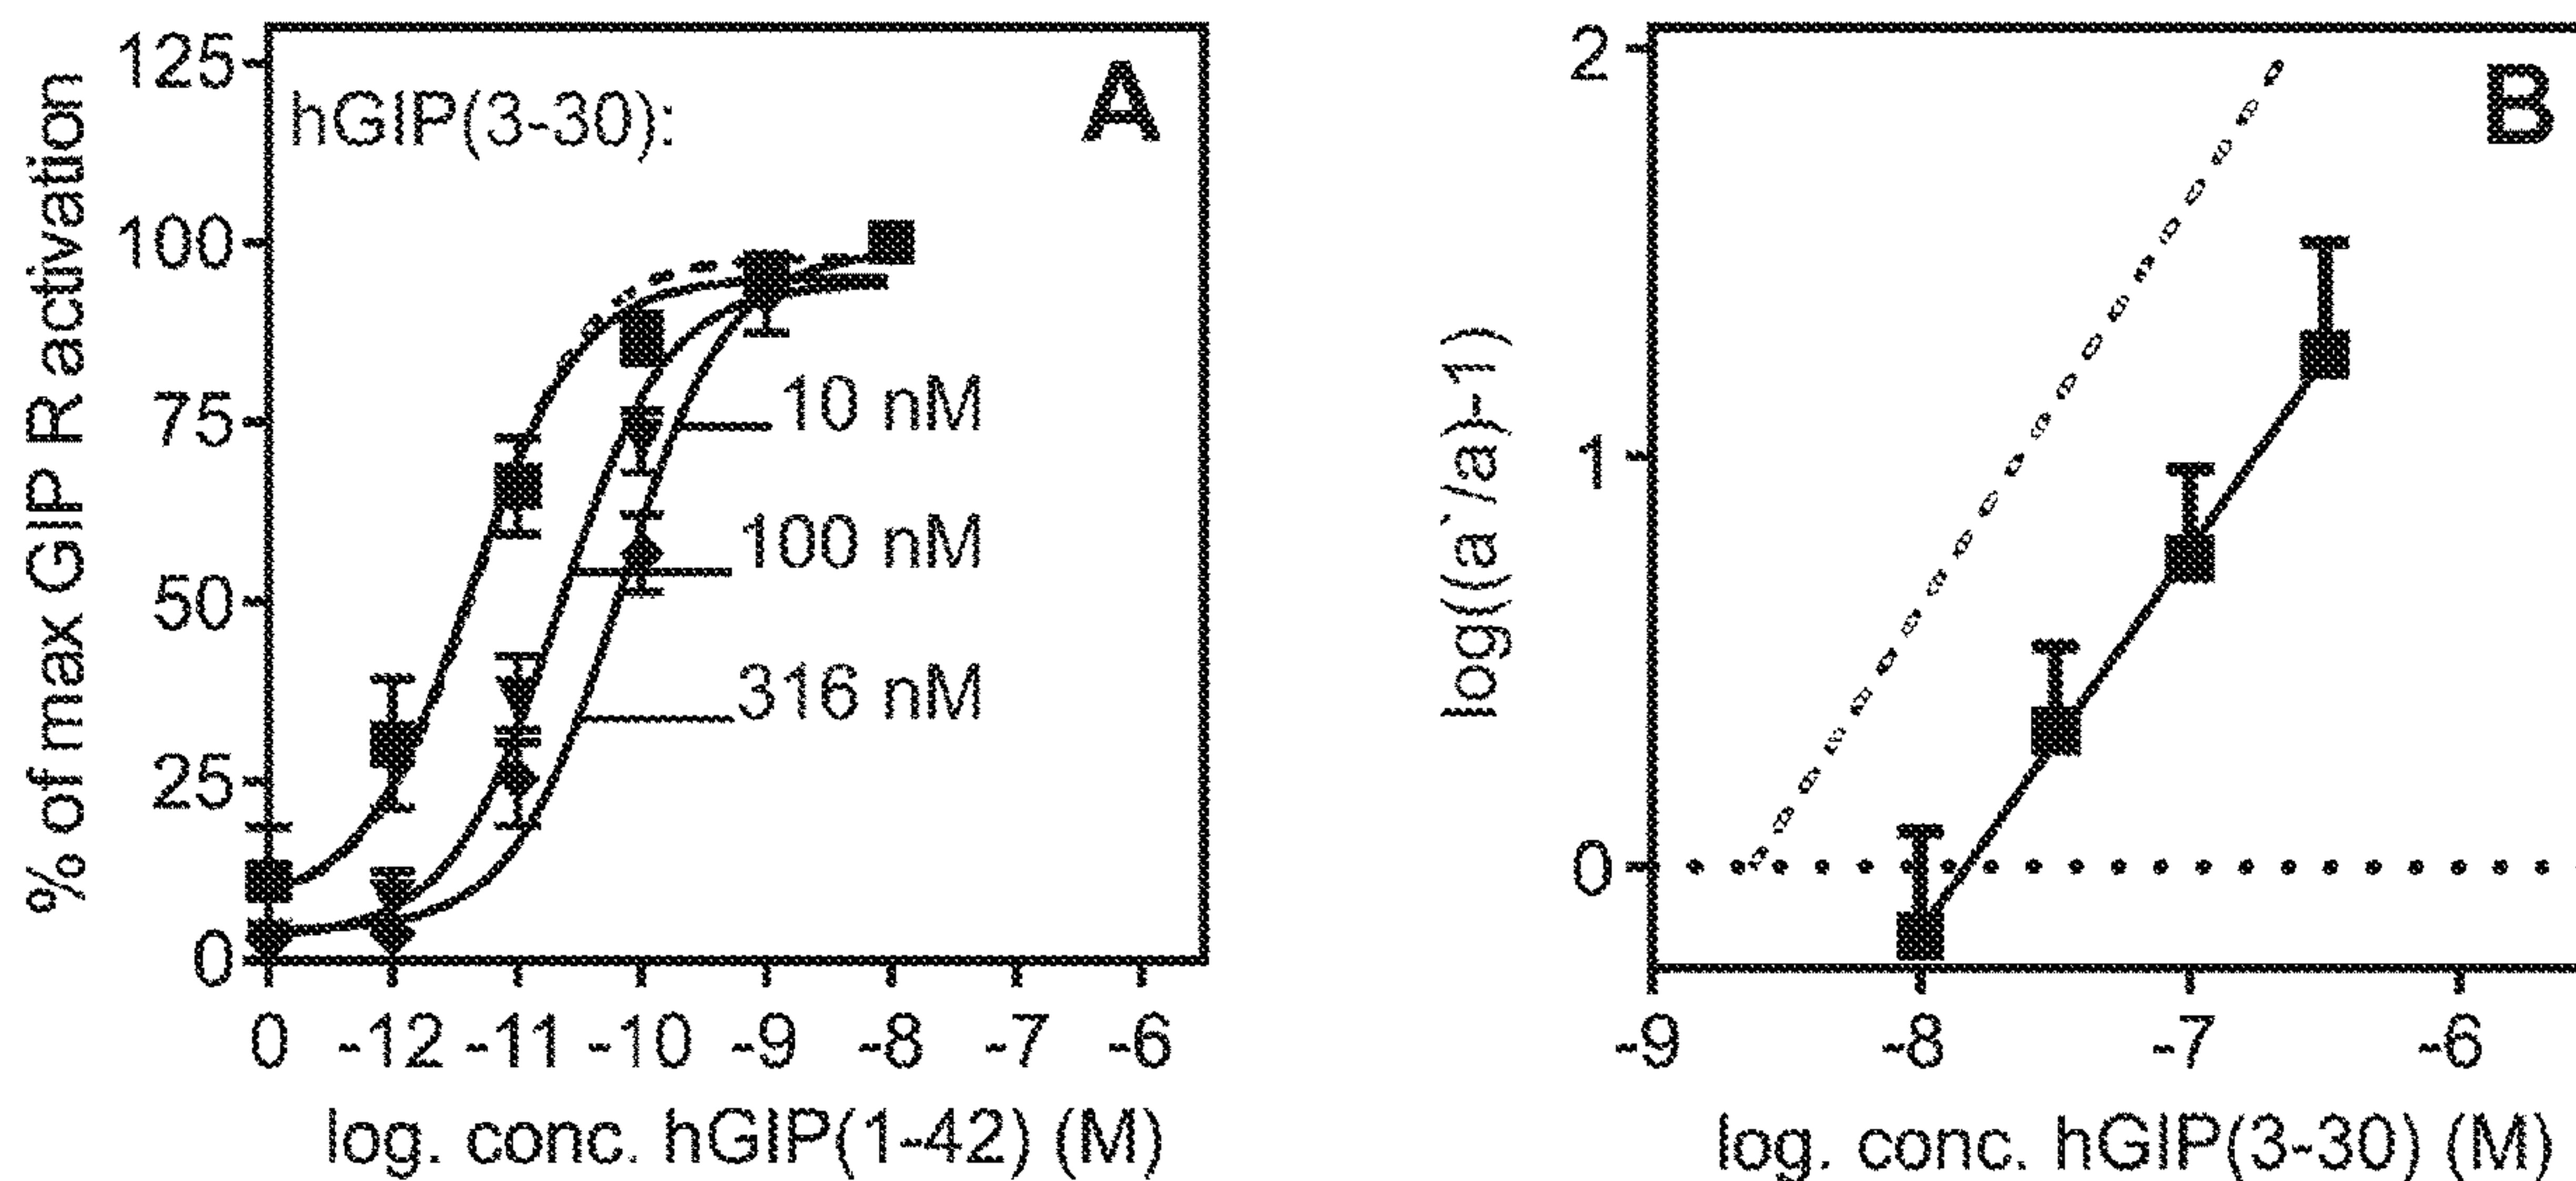 A
hGIP(3-30):
% of max GIP R activation
125
100
75
50
25
0
10 nM
100 nM
316 nM
0 -12 -11 -10 -9 -8 -7 -6
log. conc. hGIP(1-42) (M)
B
log((a`/a)-1)
2
1
0
-9 -8 -7 -6
log. conc. hGIP(3-30) (M)